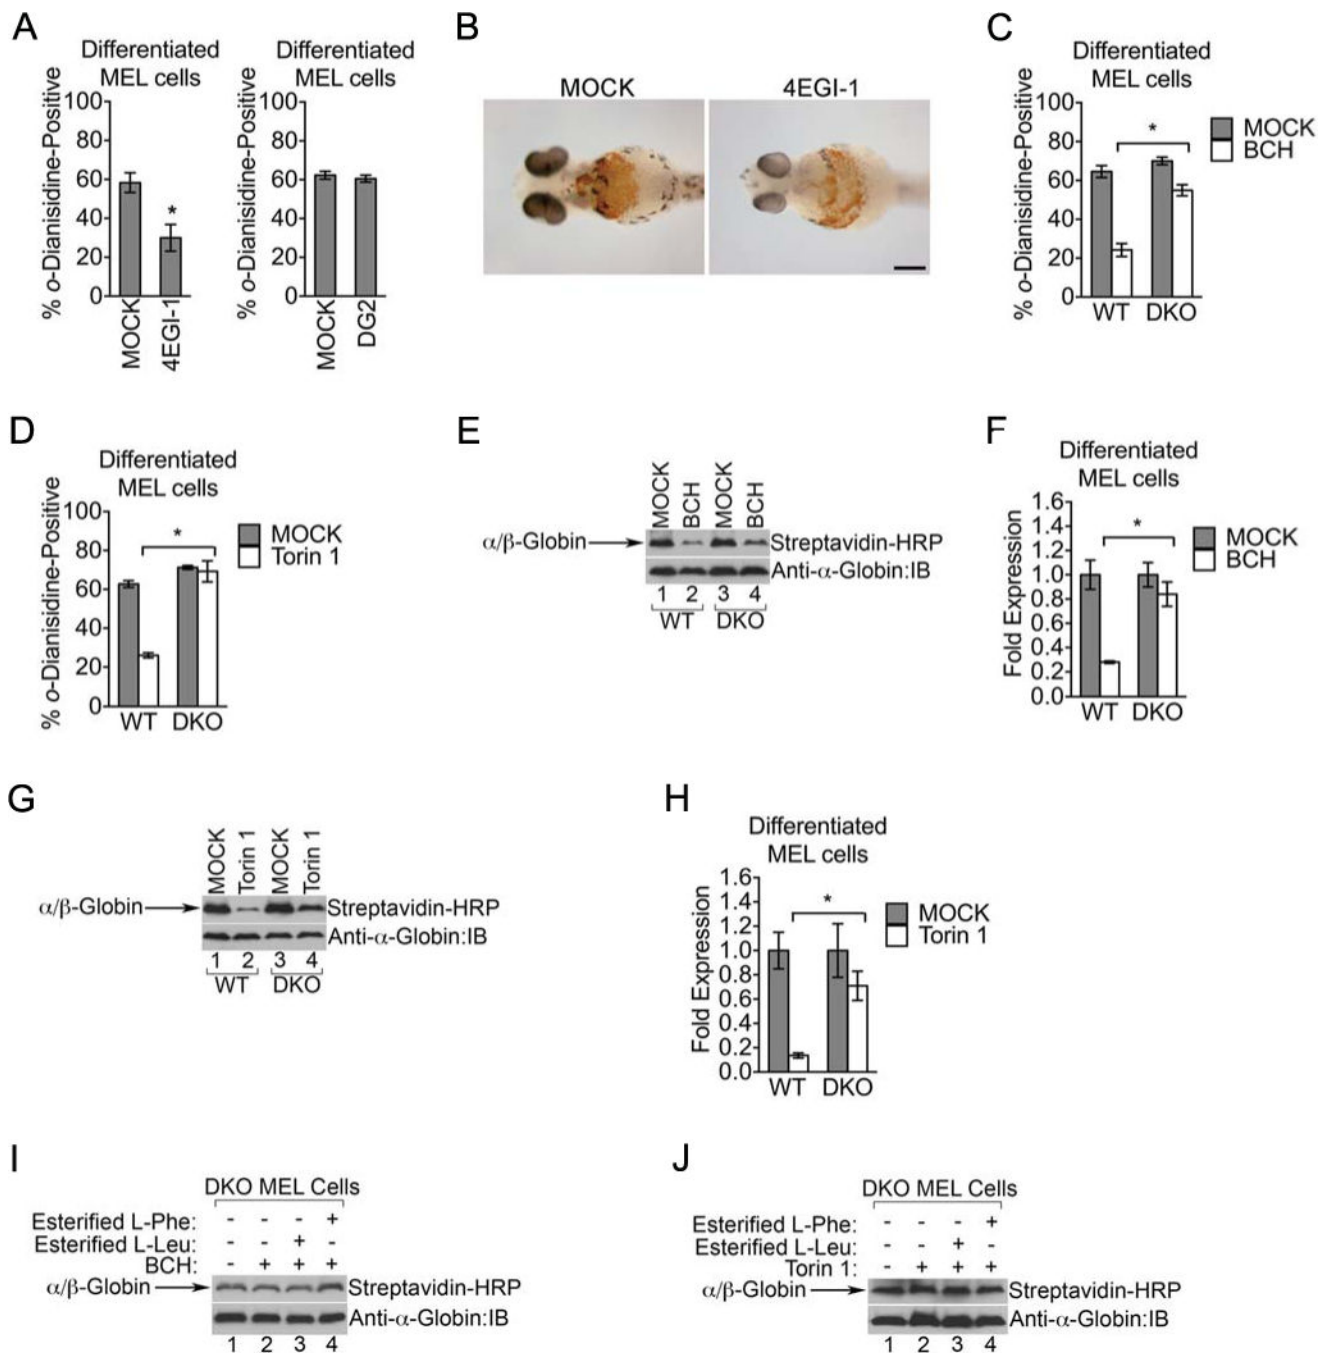 A
Differentiated
MEL cells
% o-Dianisidine-Positive
100
80
60
40
20
0
MOCK
4EGI-1
*
Differentiated
MEL cells
% o-Dianisidine-Positive
100
80
60
40
20
0
MOCK
DG2
B
MOCK
4EGI-1
C
Differentiated
MEL cells
% o-Dianisidine-Positive
100
80
60
40
20
0
*
WT DKO
MOCK
BCH
D
Differentiated
MEL cells
% o-Dianisidine-Positive
100
80
60
40
20
0
*
WT DKO
MOCK
Torin 1
E
MOCK
BCH
MOCK
BCH
α/β-Globin
Streptavidin-HRP
Anti-α-Globin:IB
1 2 3 4
WT DKO
F
Differentiated
MEL cells
Fold Expression
1.6
1.4
1.2
1.0
0.8
0.6
0.4
0.2
0.0
*
WT DKO
MOCK
BCH
G
MOCK
Torin 1
MOCK
Torin 1
α/β-Globin
Streptavidin-HRP
Anti-α-Globin:IB
1 2 3 4
WT DKO
H
Differentiated
MEL cells
Fold Expression
1.6
1.4
1.2
1.0
0.8
0.6
0.4
0.2
0.0
*
WT DKO
MOCK
Torin 1
I
DKO MEL Cells
Esterified L-Phe: - - - +
Esterified L-Leu: - - + -
BCH: - + + +
α/β-Globin
Streptavidin-HRP
Anti-α-Globin:IB
1 2 3 4
J
DKO MEL Cells
Esterified L-Phe: - - - +
Esterified L-Leu: - - + -
Torin 1: - + + +
α/β-Globin
Streptavidin-HRP
Anti-α-Globin:IB
1 2 3 4